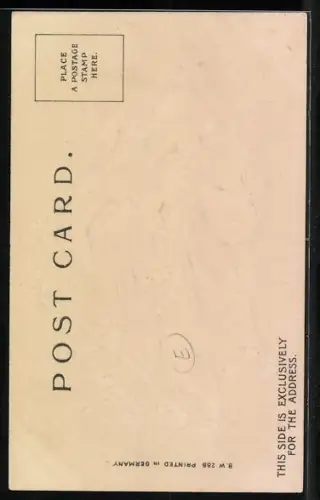 PLACE
A POSTAGE
STAMP
HERE.
POST CARD.
E
THIS SIDE IS EXCLUSIVELY
FOR THE ADDRESS.
B.W 288 PRINTED IN GERMANY